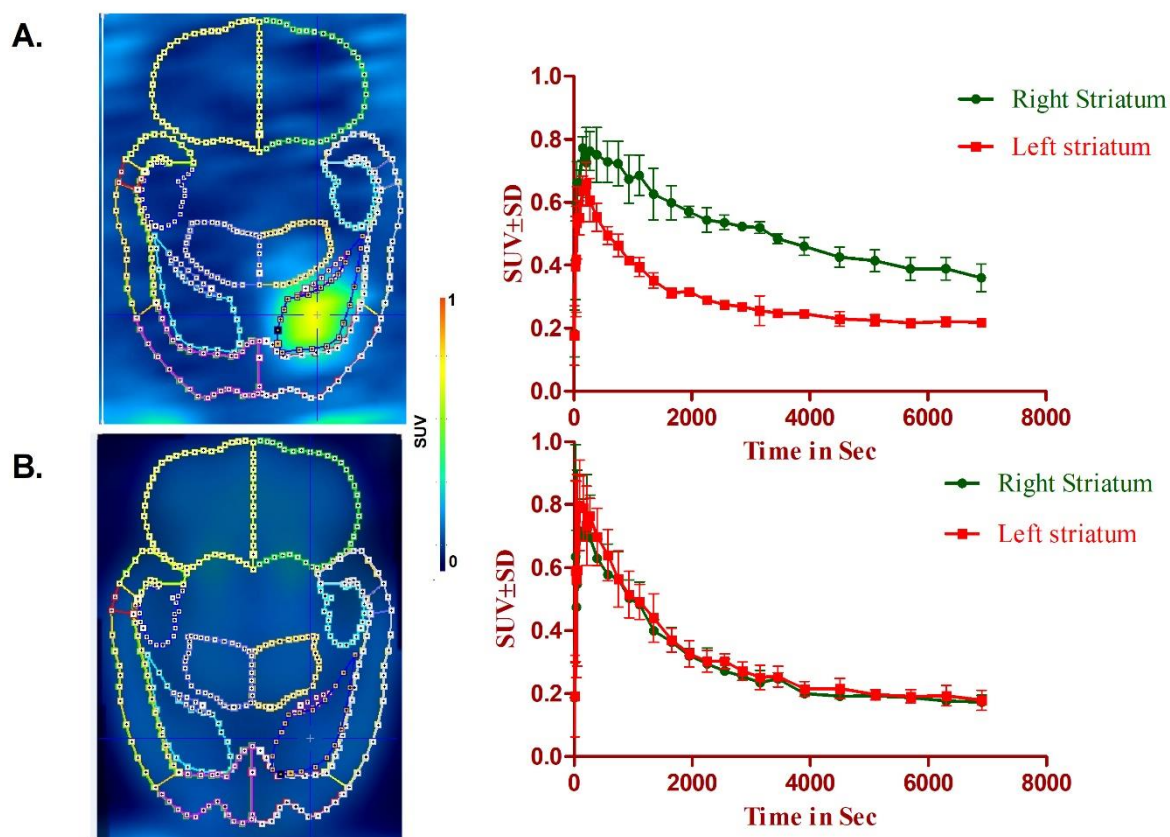 A.
1.0
0.8
0.6
0.4
0.2
0.0
SUV±SD
0 2000 4000 6000 8000
Time in Sec
Right Striatum
Left striatum
1
SUV
0
B.
1.0
0.8
0.6
0.4
0.2
0.0
SUV±SD
0 2000 4000 6000 8000
Time in Sec
Right Striatum
Left striatum